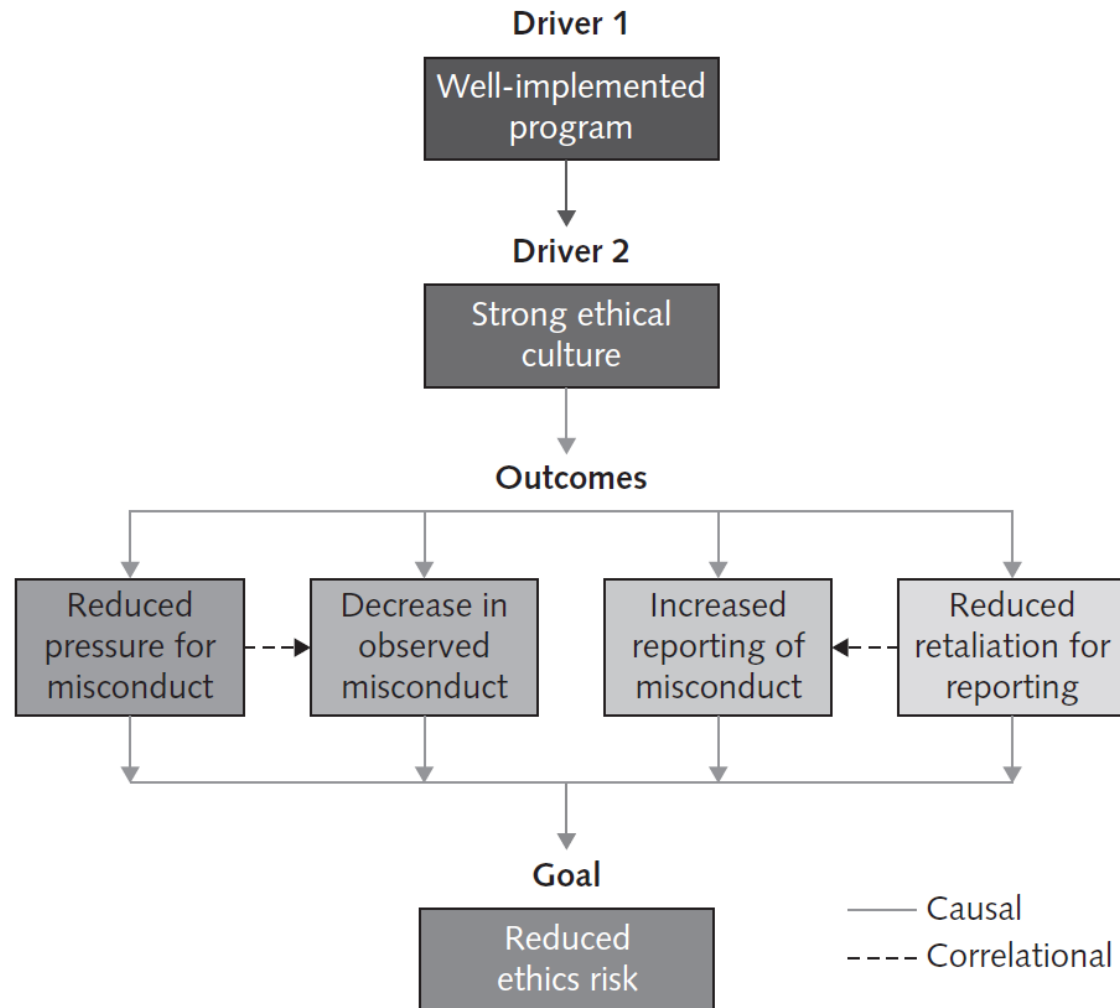 Driver 1
Well-implemented
program
Driver 2
Strong ethical
culture
Outcomes
Reduced
pressure for
misconduct
Decrease in
observed
misconduct
Increased
reporting of
misconduct
Reduced
retaliation for
reporting
Goal
Reduced
ethics risk
Causal
Correlational